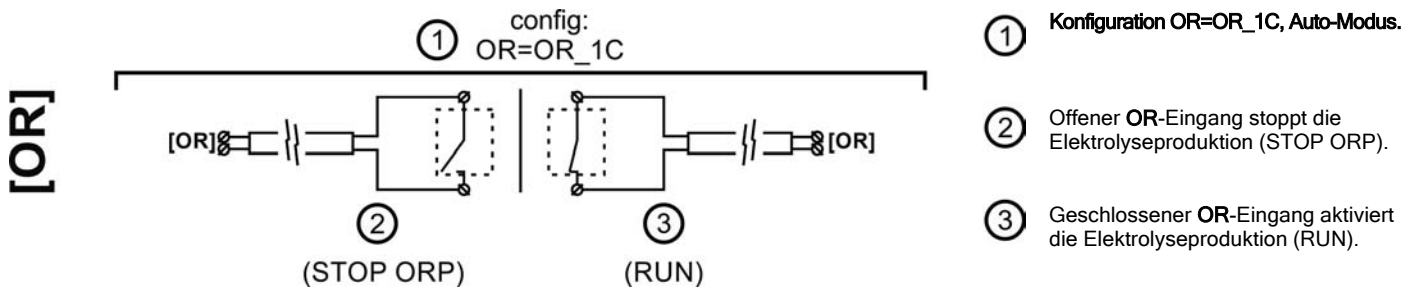 [OR]
① config:
OR=OR_1C
[OR]
[OR]
②
③
(STOP ORP)
(RUN)
① Konfiguration OR=OR_1C, Auto-Modus.
② Offener OR-Eingang stoppt die
Elektrolyseproduktion (STOP ORP).
③ Geschlossener OR-Eingang aktiviert
die Elektrolyseproduktion (RUN).